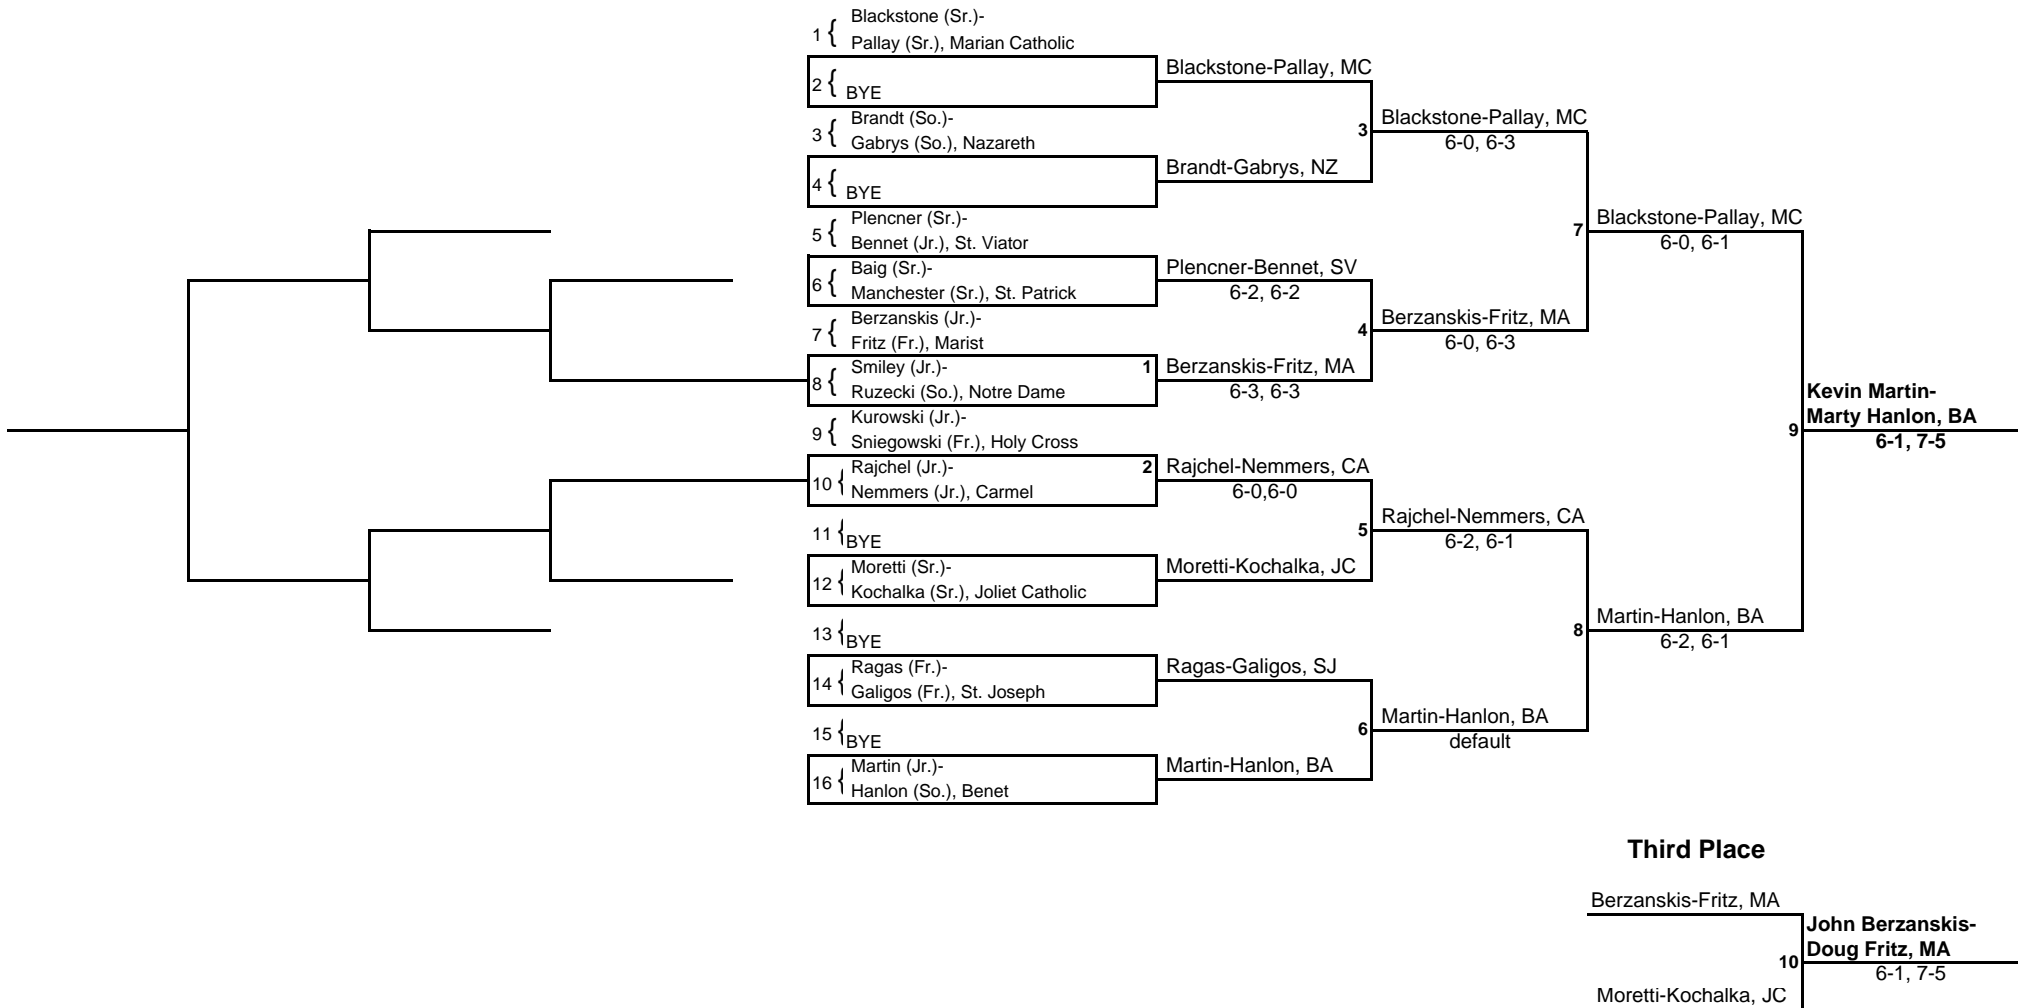 Blackstone (Sr.)-
1 { Pallay (Sr.), Marian Catholic
2 { BYE
Brandt (So.)-
3 { Gabrys (So.), Nazareth
4 { BYE
Plencner (Sr.)-
5 { Bennet (Jr.), St. Viator
Baig (Sr.)-
6 { Manchester (Sr.), St. Patrick
Berzanskis (Jr.)-
7 { Fritz (Fr.), Marist
Smiley (Jr.)- 1
8 { Ruzecki (So.), Notre Dame
Kurowski (Jr.)-
9 { Sniegowski (Fr.), Holy Cross
Rajchel (Jr.)- 2
10 { Nemmers (Jr.), Carmel
11 { BYE
Moretti (Sr.)-
12 { Kochalka (Sr.), Joliet Catholic
13 { BYE
Ragas (Fr.)-
14 { Galigos (Fr.), St. Joseph
15 { BYE
Martin (Jr.)-
16 { Hanlon (So.), Benet
Blackstone-Pallay, MC
3
Brandt-Gabrys, NZ
Plencner-Bennet, SV
6-2, 6-2
4
Berzanskis-Fritz, MA
6-3, 6-3
Rajchel-Nemmers, CA
6-0,6-0
5
Moretti-Kochalka, JC
Ragas-Galigos, SJ
6
Martin-Hanlon, BA
Blackstone-Pallay, MC
6-0, 6-3
7
Berzanskis-Fritz, MA
6-0, 6-3
Rajchel-Nemmers, CA
6-2, 6-1
8
Martin-Hanlon, BA
default
Blackstone-Pallay, MC
6-0, 6-1
9
Martin-Hanlon, BA
6-2, 6-1
Kevin Martin-
Marty Hanlon, BA
6-1, 7-5
Third Place
Berzanskis-Fritz, MA
10
Moretti-Kochalka, JC
John Berzanskis-
Doug Fritz, MA
6-1, 7-5